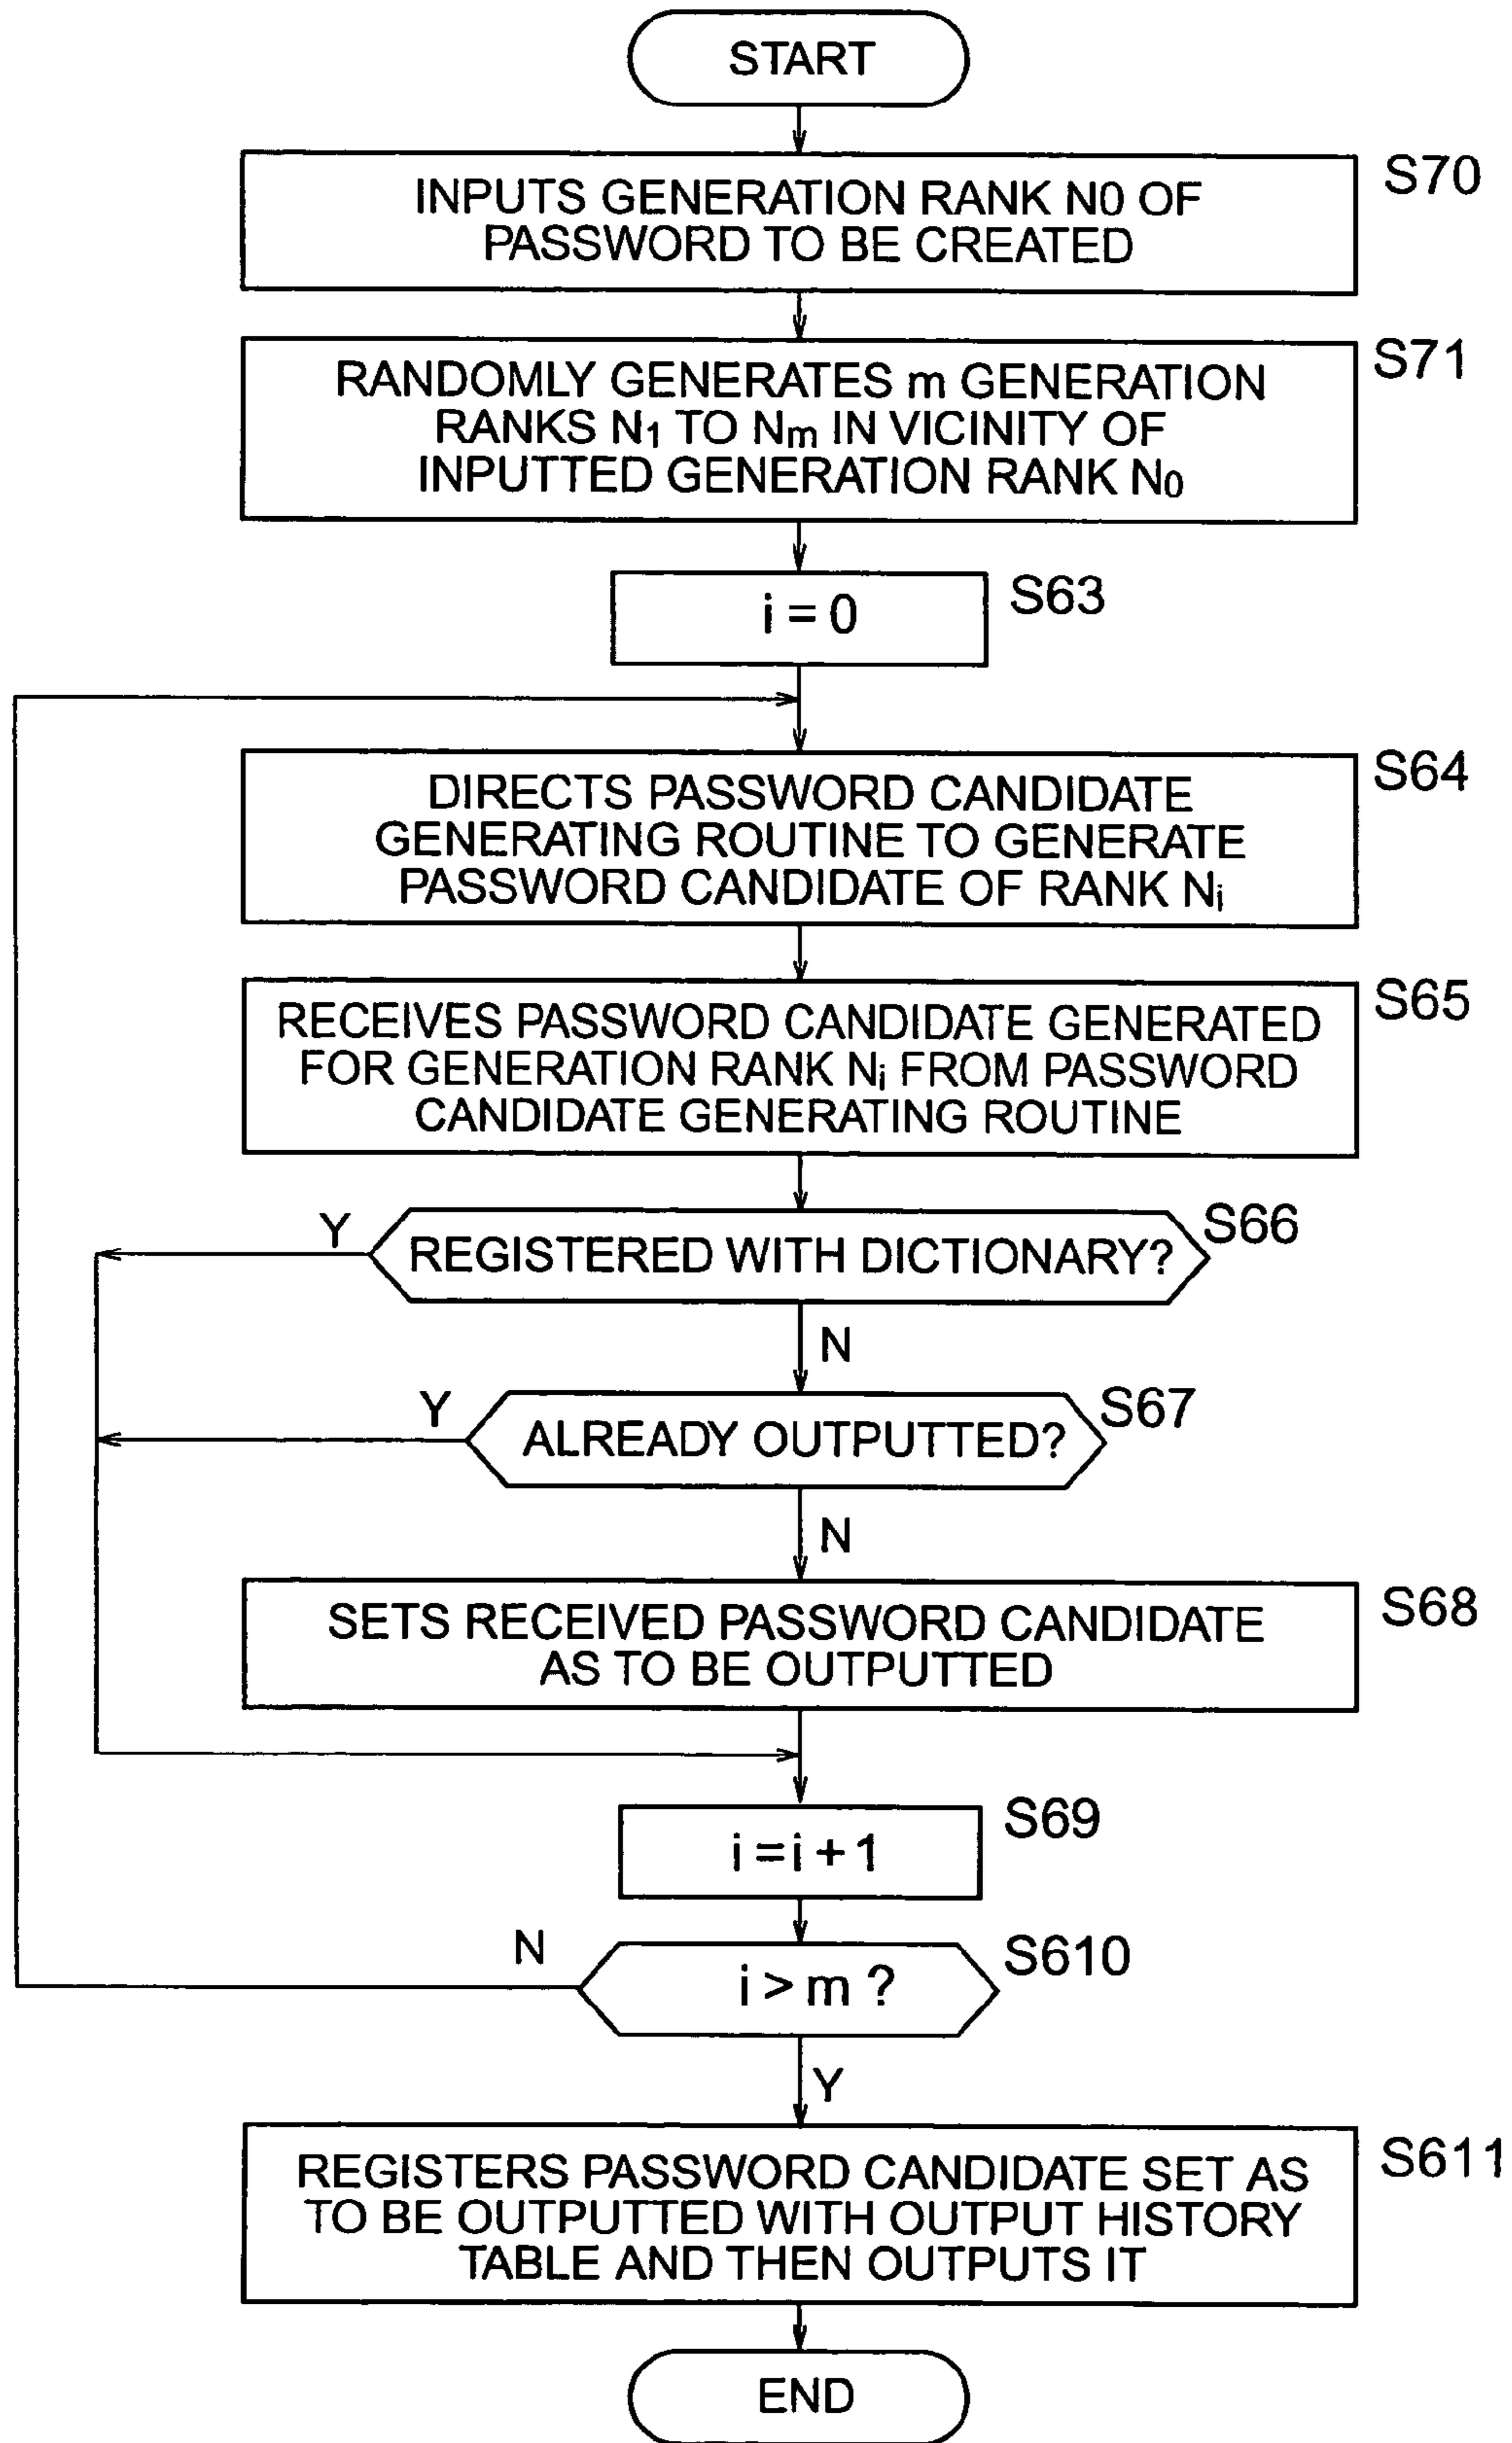 START
S70
INPUTS GENERATION RANK N0 OF
PASSWORD TO BE CREATED
S71
RANDOMLY GENERATES m GENERATION
RANKS N1 TO Nm IN VICINITY OF
INPUTTED GENERATION RANK N0
S63
i = 0
S64
DIRECTS PASSWORD CANDIDATE
GENERATING ROUTINE TO GENERATE
PASSWORD CANDIDATE OF RANK Ni
S65
RECEIVES PASSWORD CANDIDATE GENERATED
FOR GENERATION RANK Ni FROM PASSWORD
CANDIDATE GENERATING ROUTINE
S66
Y
REGISTERED WITH DICTIONARY?
N
S67
Y
ALREADY OUTPUTTED?
N
S68
SETS RECEIVED PASSWORD CANDIDATE
AS TO BE OUTPUTTED
S69
i = i + 1
S610
N
i > m ?
Y
S611
REGISTERS PASSWORD CANDIDATE SET AS
TO BE OUTPUTTED WITH OUTPUT HISTORY
TABLE AND THEN OUTPUTS IT
END